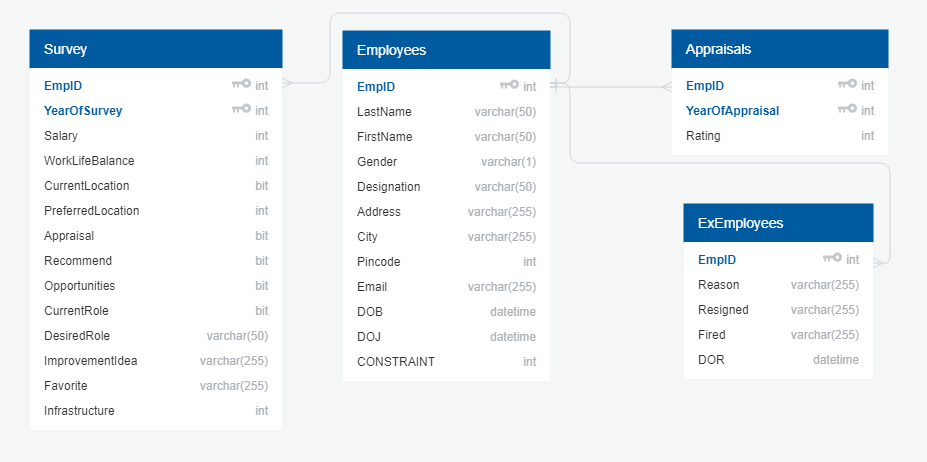 Survey
EmpID int
YearOfSurvey int
Salary int
WorkLifeBalance int
CurrentLocation bit
PreferredLocation int
Appraisal bit
Recommend bit
Opportunities bit
CurrentRole bit
DesiredRole varchar(50)
ImprovementIdea varchar(255)
Favorite varchar(255)
Infrastructure int
Employees
EmpID int
LastName varchar(50)
FirstName varchar(50)
Gender varchar(1)
Designation varchar(50)
Address varchar(255)
City varchar(255)
Pincode int
Email varchar(255)
DOB datetime
DOJ datetime
CONSTRAINT int
Appraisals
EmpID int
YearOfAppraisal int
Rating int
ExEmployees
EmpID int
Reason varchar(255)
Resigned varchar(255)
Fired varchar(255)
DOR datetime